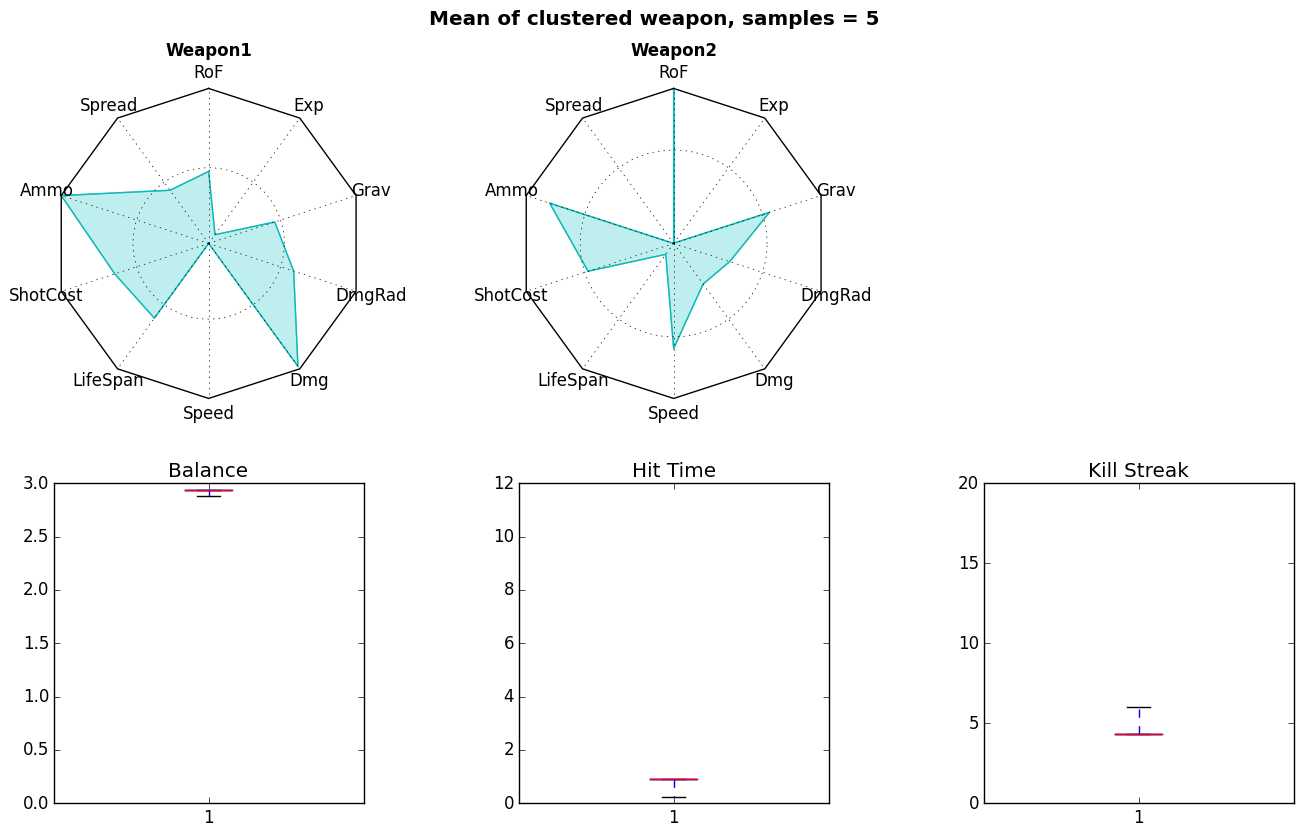 Mean of clustered weapon, samples = 5
Weapon1
RoF
Spread
Exp
Ammo
Grav
ShotCost
DmgRad
LifeSpan
Dmg
Speed
Weapon2
RoF
Spread
Exp
Ammo
Grav
ShotCost
DmgRad
LifeSpan
Dmg
Speed
Balance
3.0
2.5
2.0
1.5
1.0
0.5
0.0
1
Hit Time
12
10
8
6
4
2
0
1
Kill Streak
20
15
10
5
0
1